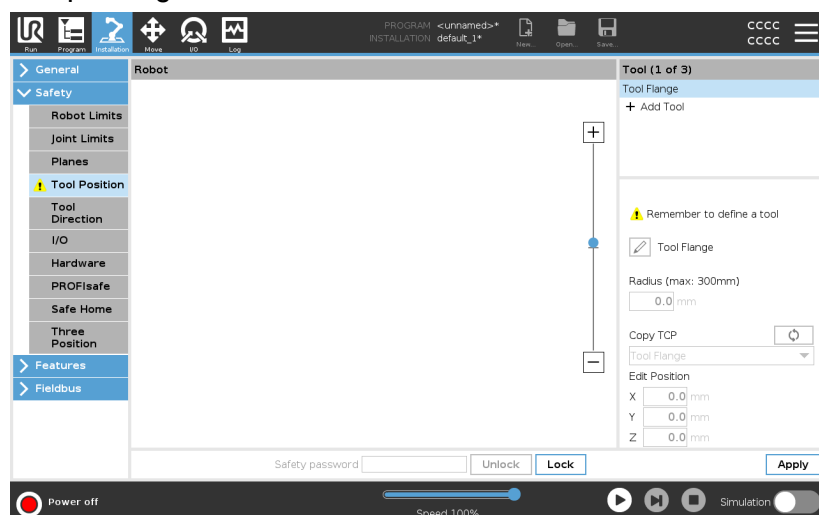 PROGRAM <unnamed>*
INSTALLATION default_1*
UR
Run
Program
Installation
Move
I/O
Log
New...
Open...
Save...
cccc
cccc
General
Safety
Robot Limits
Joint Limits
Planes
Tool Position
Tool
Direction
I/O
Hardware
PROFIsafe
Safe Home
Three
Position
Features
Fieldbus
Robot
Tool (1 of 3)
Tool Flange
+ Add Tool
Remember to define a tool
Tool Flange
Radius (max: 300mm)
0.0 mm
Copy TCP
Tool Flange
Edit Position
X 0.0 mm
Y 0.0 mm
Z 0.0 mm
Safety password Unlock Lock
Apply
Power off
Speed 100%
Simulation